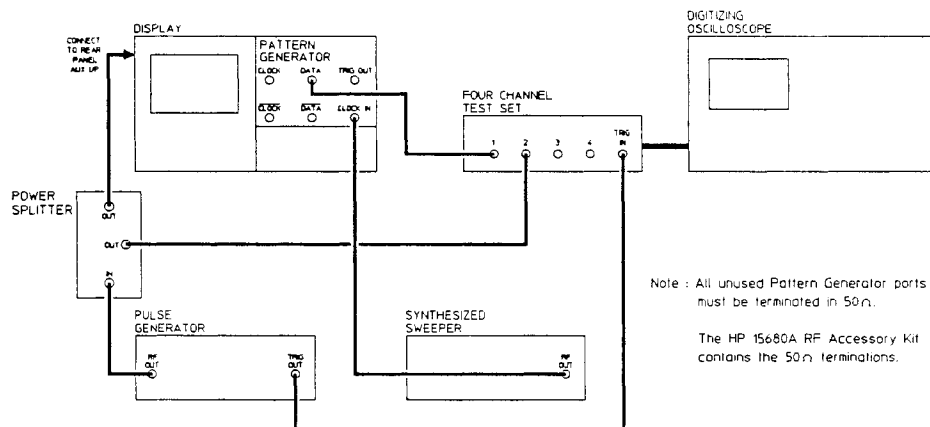 CONNECT
TO REAR
PANEL
AUX I/P
DISPLAY
PATTERN
GENERATOR
CLOCK DATA TRIG OUT
CLOCK DATA CLOCK IN
DIGITIZING
OSCILLOSCOPE
FOUR CHANNEL
TEST SET
1 2 3 4 TRIG
IN
POWER
SPLITTER
OUT
OUT
IN
PULSE
GENERATOR
RF
OUT
TRIG
OUT
SYNTHESIZED
SWEEPER
RF
OUT
Note : All unused Pattern Generator ports
must be terminated in 50Ω.
The HP 15680A RF Accessory Kit
contains the 50Ω terminations.